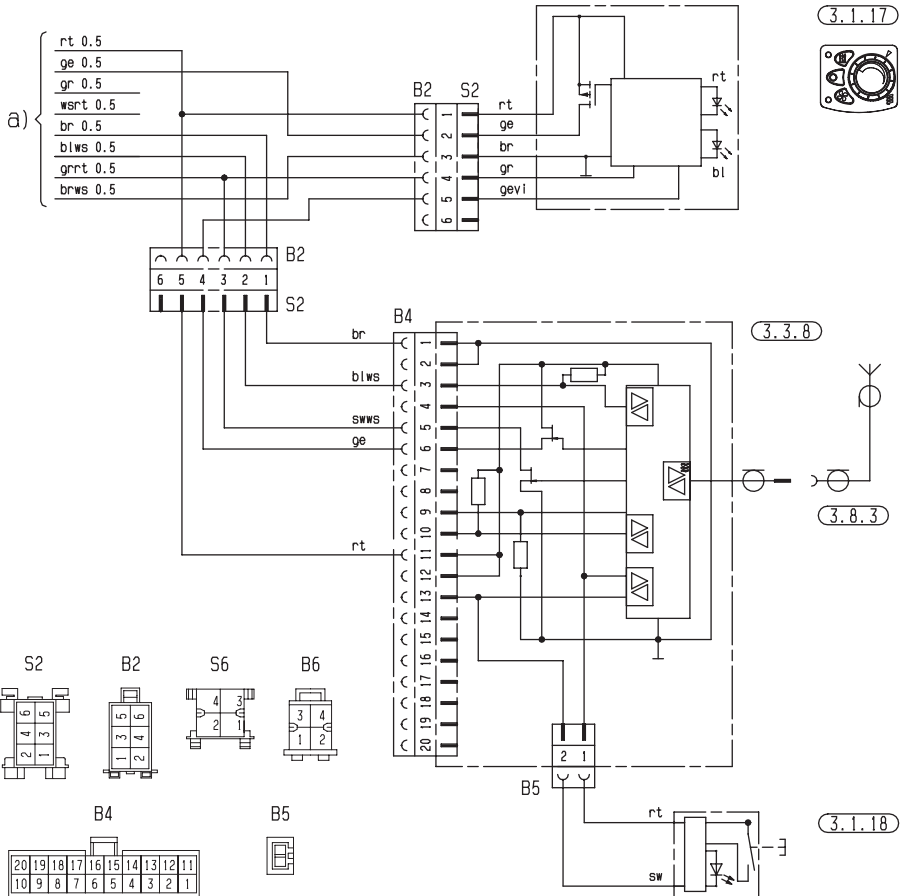 3.1.17
rt 0.5
ge 0.5
gr 0.5
wsrt 0.5
br 0.5
blws 0.5
grrt 0.5
brws 0.5
a)
B2 S2
1
2
3
4
5
6
rt
ge
br
gr
gevi
rt
bl
B2
6 5 4 3 2 1
S2
B4
br
blws
swws
ge
rt
1
2
3
4
5
6
7
8
9
10
11
12
13
14
15
16
17
18
19
20
3.3.8
3.8.3
S2 B2 S6 B6
6 5
4 3
2 1
5 6
3 4
1 2
4 3
2 1
3 4
1 2
2 1
B5
B4 B5
20 19 18 17 16 15 14 13 12 11
10 9 8 7 6 5 4 3 2 1
rt
sw
3.1.18